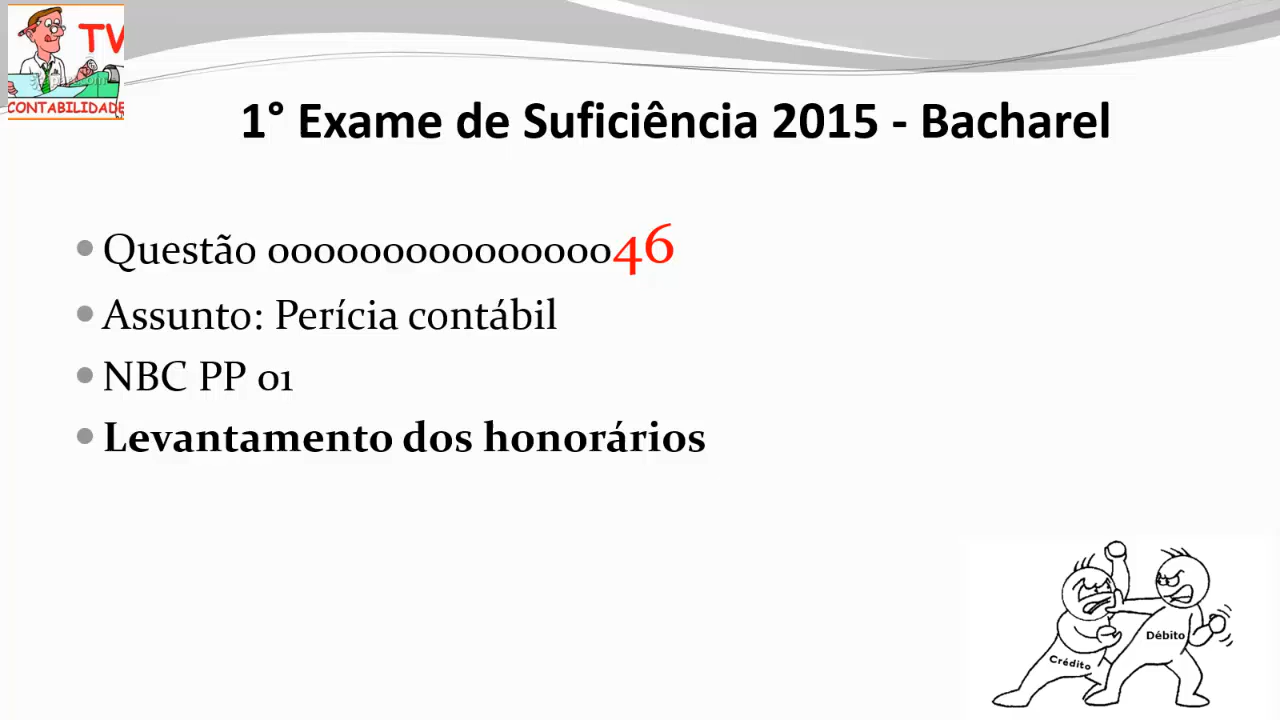 TV
CONTABILIDADE
1° Exame de Suficiência 2015 - Bacharel
• Questão 00000000000000046
• Assunto: Perícia contábil
• NBC PP 01
• Levantamento dos honorários
Débito
Crédito